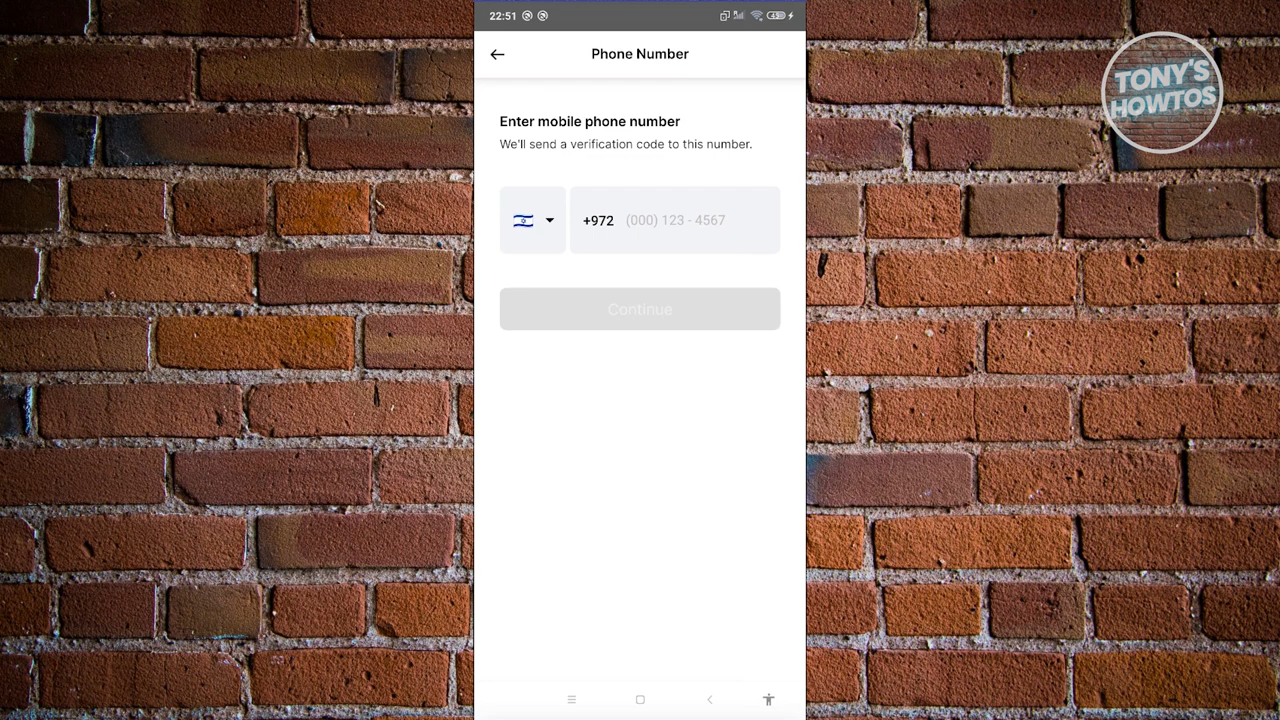 22:51
Phone Number
TONY'S
HOWTOS
Enter mobile phone number
We'll send a verification code to this number.
+972 (000) 123 - 4567
Continue